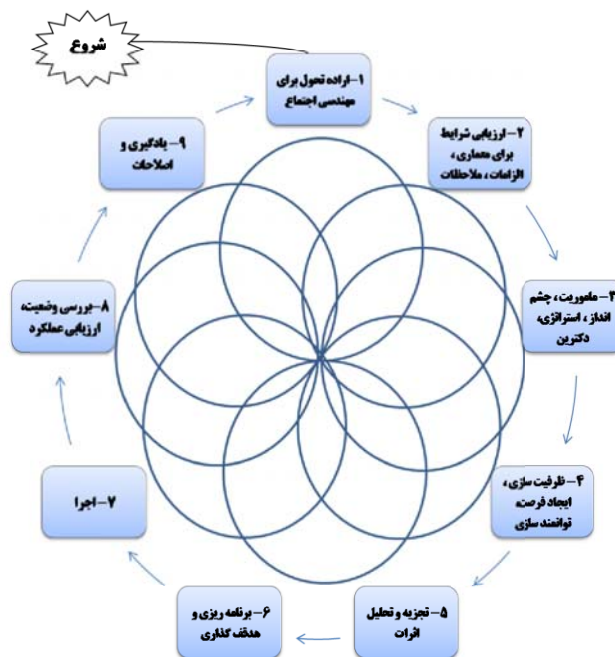 شروع
۱- اراده تحول برای
مهندسی اجتماع
۲- ارزیابی شرایط
برای معماری ،
الزامات ، ملاحظات
۳- ماموریت ، چشم
انداز ، استراتژی،
دکترین
۴- ظرفیت سازی ،
ایجاد فرصت،
توانمند سازی
۵- تجزیه و تحلیل
اثرات
۶- برنامه ریزی و
هدقف گذاری
۷- اجرا
۸-بررسی وضعیت،
ارزیابی عملکرد
۹- یادگیری و
اصلاحات